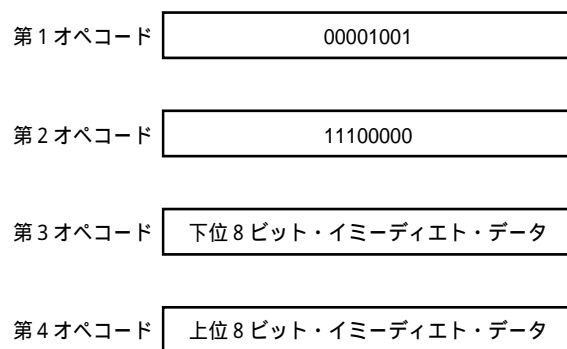 第1オペコード 00001001
第2オペコード 11100000
第3オペコード 下位8ビット・イミーディエト・データ
第4オペコード 上位8ビット・イミーディエト・データ